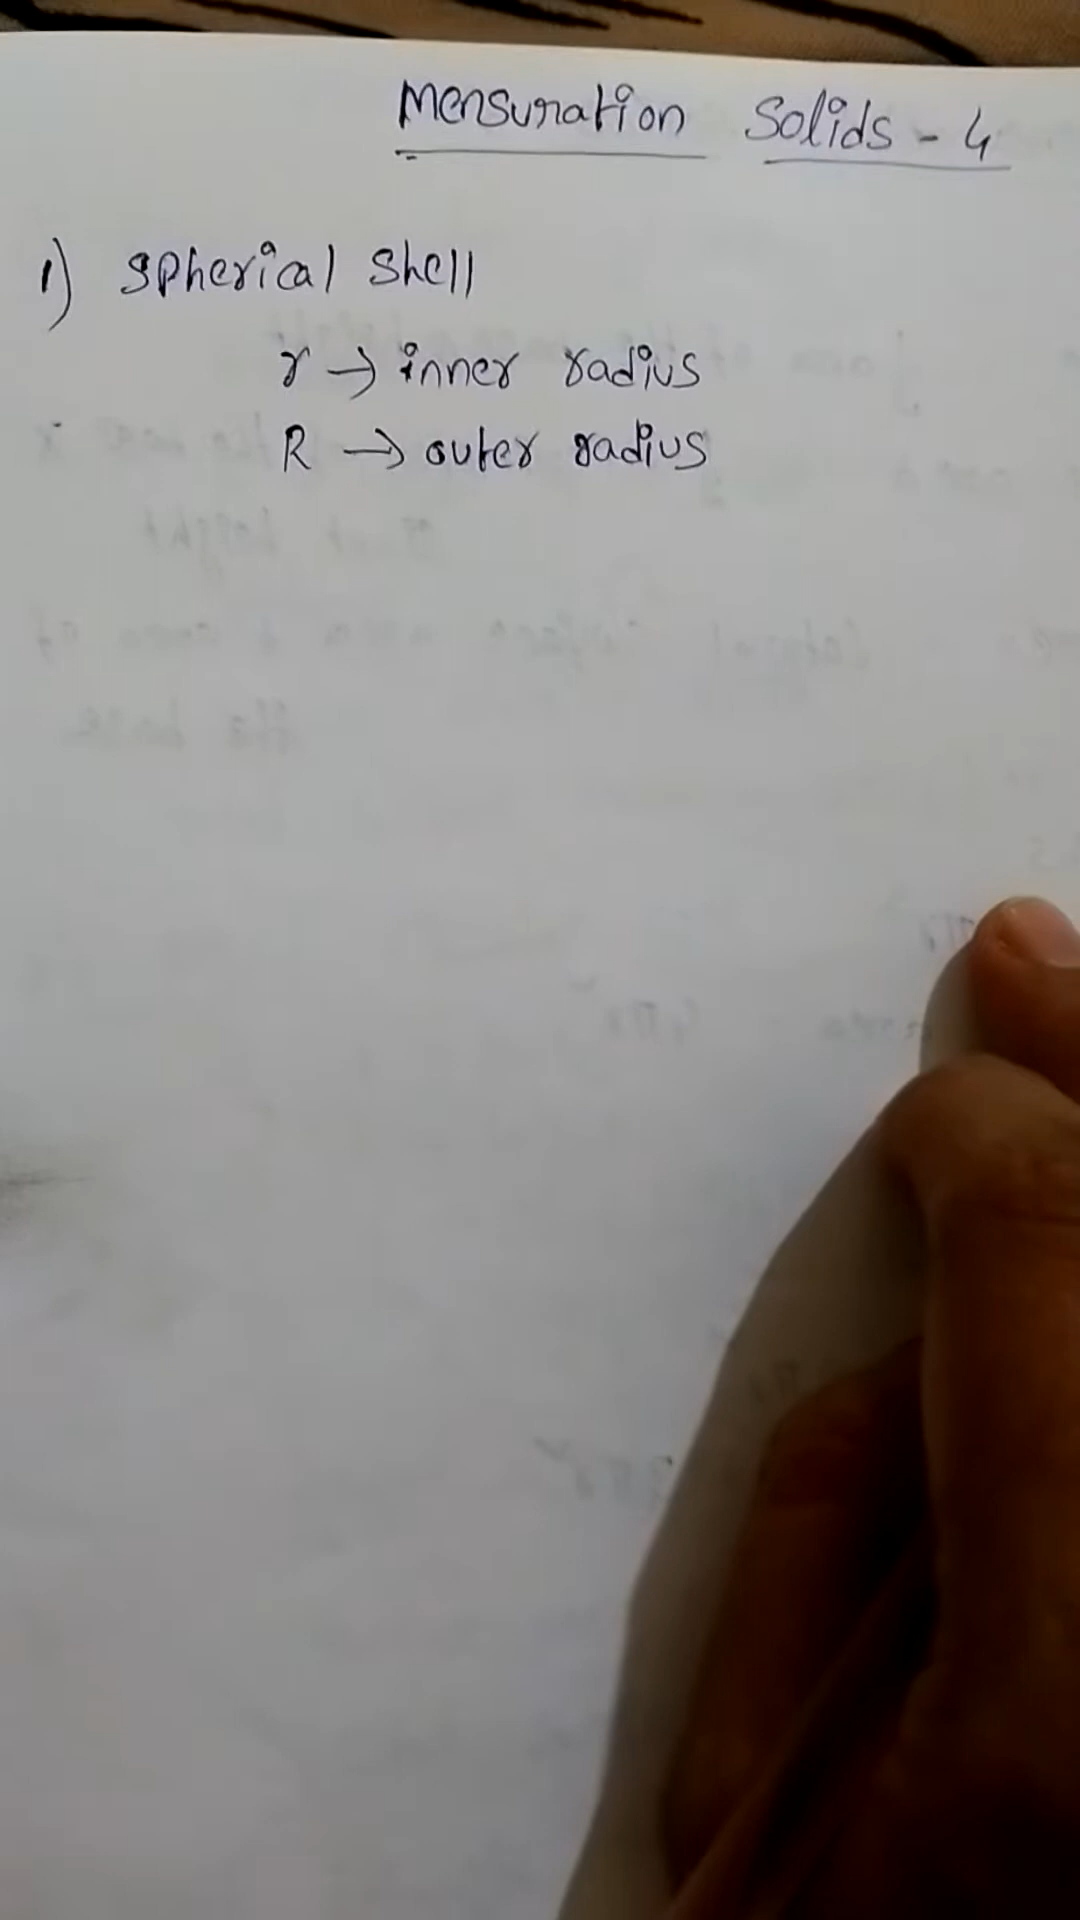 Mensuration Solids - 4
1) Spherical Shell
r → inner radius
R → outer radius